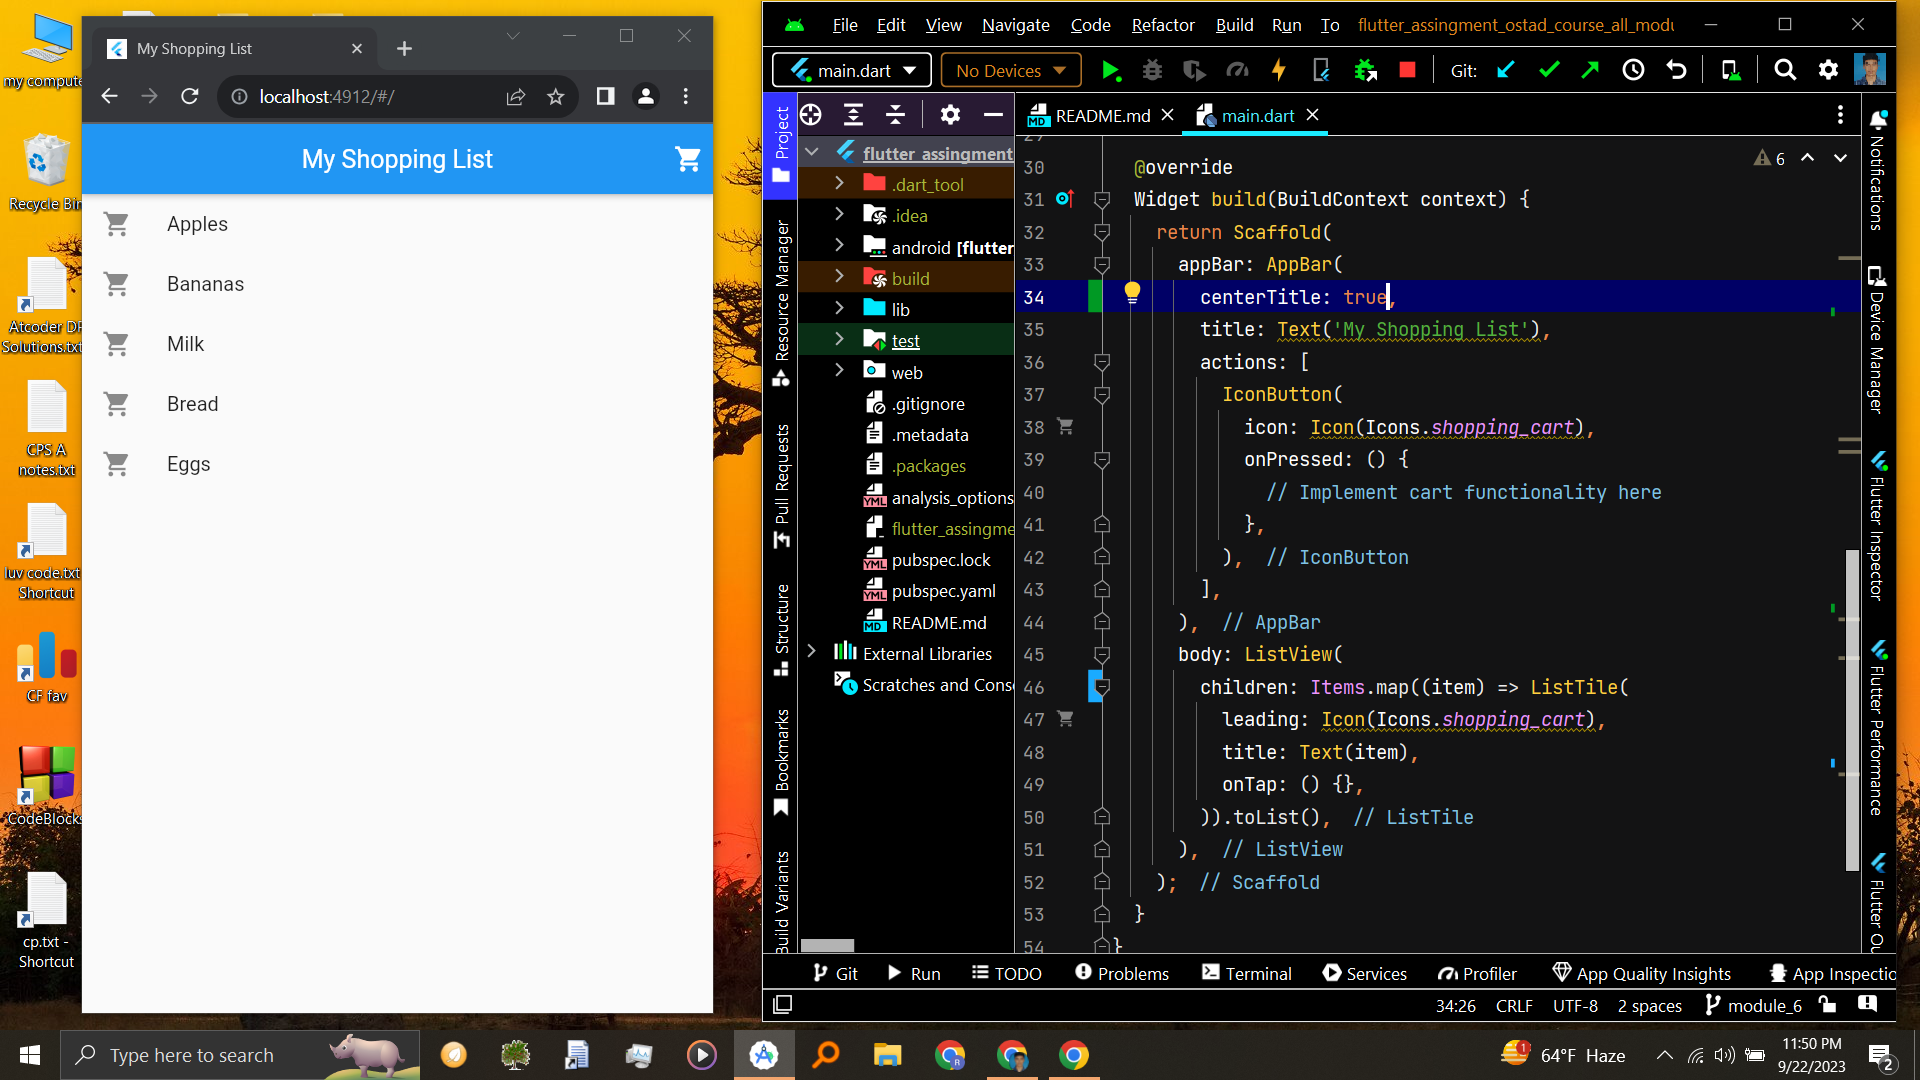 my compute
Recycle Bin
Atcoder DP
Solutions.txt
CPS A
notes.txt
luv code.txt
Shortcut
CF fav
CodeBlocks
cp.txt -
Shortcut
My Shopping List
localhost:4912/#/
My Shopping List
Apples
Bananas
Milk
Bread
Eggs
File Edit View Navigate Code Refactor Build Run To flutter_assingment_ostad_course_all_modu
main.dart No Devices Git:
Project
Resource Manager
Pull Requests
Structure
Bookmarks
Build Variants
flutter_assingment
.dart_tool
.idea
android [flutter
build
lib
test
web
.gitignore
.metadata
.packages
analysis_options
flutter_assingme
pubspec.lock
pubspec.yaml
README.md
External Libraries
Scratches and Conso
README.md main.dart
6
29
30 @override
31 Widget build(BuildContext context) {
32 return Scaffold(
33 appBar: AppBar(
34 centerTitle: true,
35 title: Text('My Shopping List'),
36 actions: [
37 IconButton(
38 icon: Icon(Icons.shopping_cart),
39 onPressed: () {
40 // Implement cart functionality here
41 },
42 ), // IconButton
43 ],
44 ), // AppBar
45 body: ListView(
46 children: Items.map((item) => ListTile(
47 leading: Icon(Icons.shopping_cart),
48 title: Text(item),
49 onTap: () {},
50 )).toList(), // ListTile
51 ), // ListView
52 ); // Scaffold
53 }
54 }
Notifications
Device Manager
Flutter Inspector
Flutter Performance
Flutter Ou
Git Run TODO Problems Terminal Services Profiler App Quality Insights App Inspectio
34:26 CRLF UTF-8 2 spaces module_6
Type here to search
1
64°F Haze
11:50 PM
9/22/2023
2